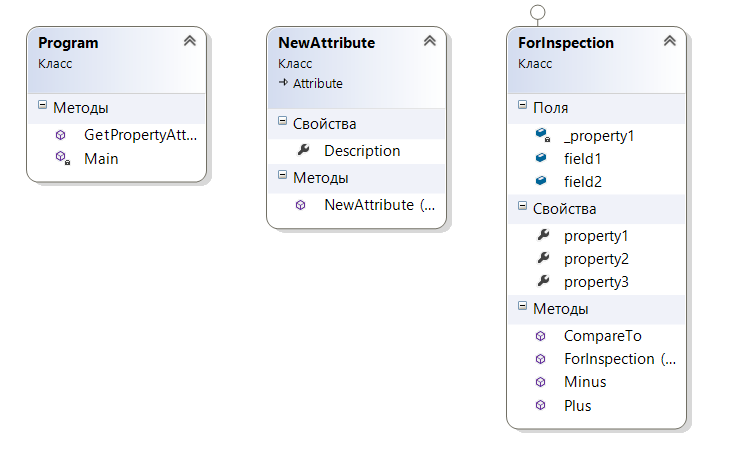 Program
Класс
Методы
GetPropertyAtt...
Main
NewAttribute
Класс
Attribute
Свойства
Description
Методы
NewAttribute (...
ForInspection
Класс
Поля
_property1
field1
field2
Свойства
property1
property2
property3
Методы
CompareTo
ForInspection (...
Minus
Plus